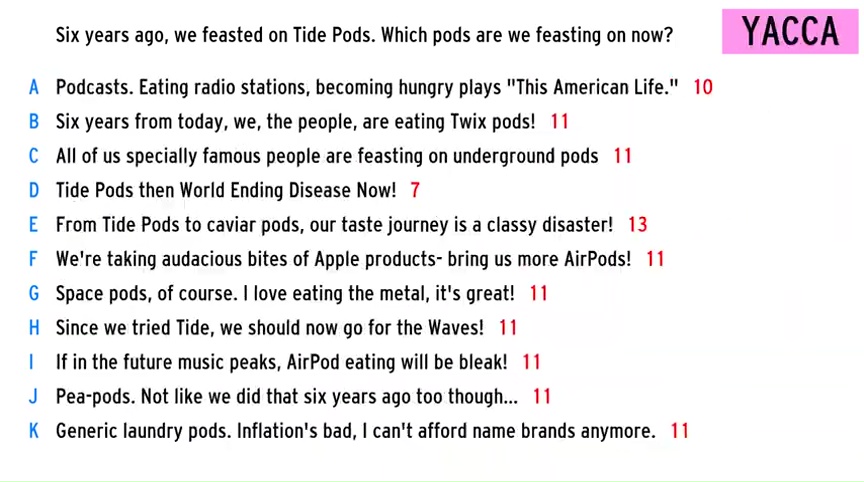 Six years ago, we feasted on Tide Pods. Which pods are we feasting on now?
YACCA
A Podcasts. Eating radio stations, becoming hungry plays "This American Life." 10
B Six years from today, we, the people, are eating Twix pods! 11
C All of us specially famous people are feasting on underground pods 11
D Tide Pods then World Ending Disease Now! 7
E From Tide Pods to caviar pods, our taste journey is a classy disaster! 13
F We're taking audacious bites of Apple products- bring us more AirPods! 11
G Space pods, of course. I love eating the metal, it's great! 11
H Since we tried Tide, we should now go for the Waves! 11
I If in the future music peaks, AirPod eating will be bleak! 11
J Pea-pods. Not like we did that six years ago too though... 11
K Generic laundry pods. Inflation's bad, I can't afford name brands anymore. 11